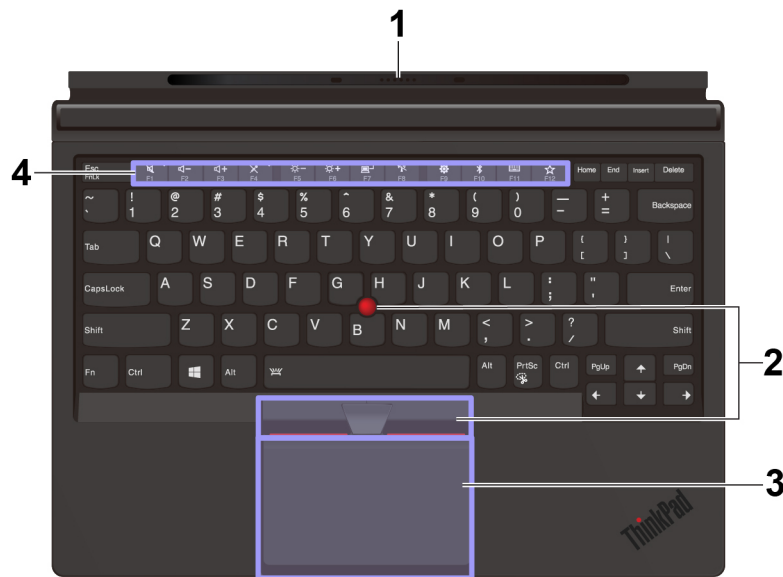 1
4
Esc FnLk F1 F2 F3 F4 F5 F6 F7 F8 F9 F10 F11 F12 Home End Insert Delete
~ ! @ # $ % ^ & * ( ) — +
` 1 2 3 4 5 6 7 8 9 0 – = Backspace
Tab Q W E R T Y U I O P { } |
[ ] \
CapsLock A S D F G H J K L : " Enter
; '
Shift Z X C V B N M < > ? Shift
, . /
2
Fn Ctrl Alt Alt PrtSc Ctrl PgUp PgDn
3
ThinkPad